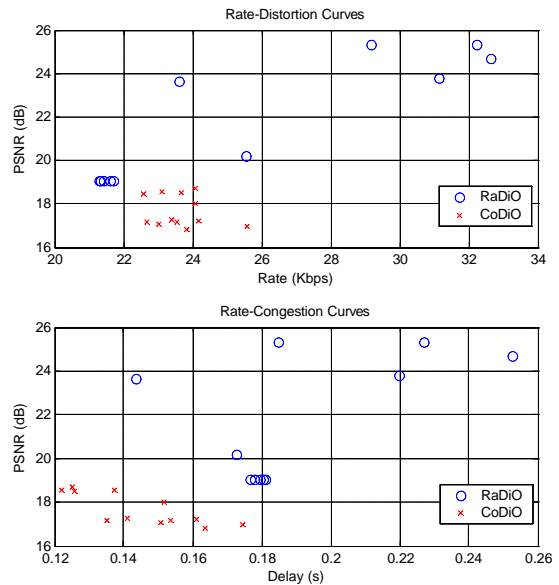 Rate-Distortion Curves
26
24
22
20
18
16
PSNR (dB)
20 22 24 26 28 30 32 34
Rate (Kbps)
RaDiO
CoDiO
Rate-Congestion Curves
26
24
22
20
18
16
PSNR (dB)
0.12 0.14 0.16 0.18 0.2 0.22 0.24 0.26
Delay (s)
RaDiO
CoDiO